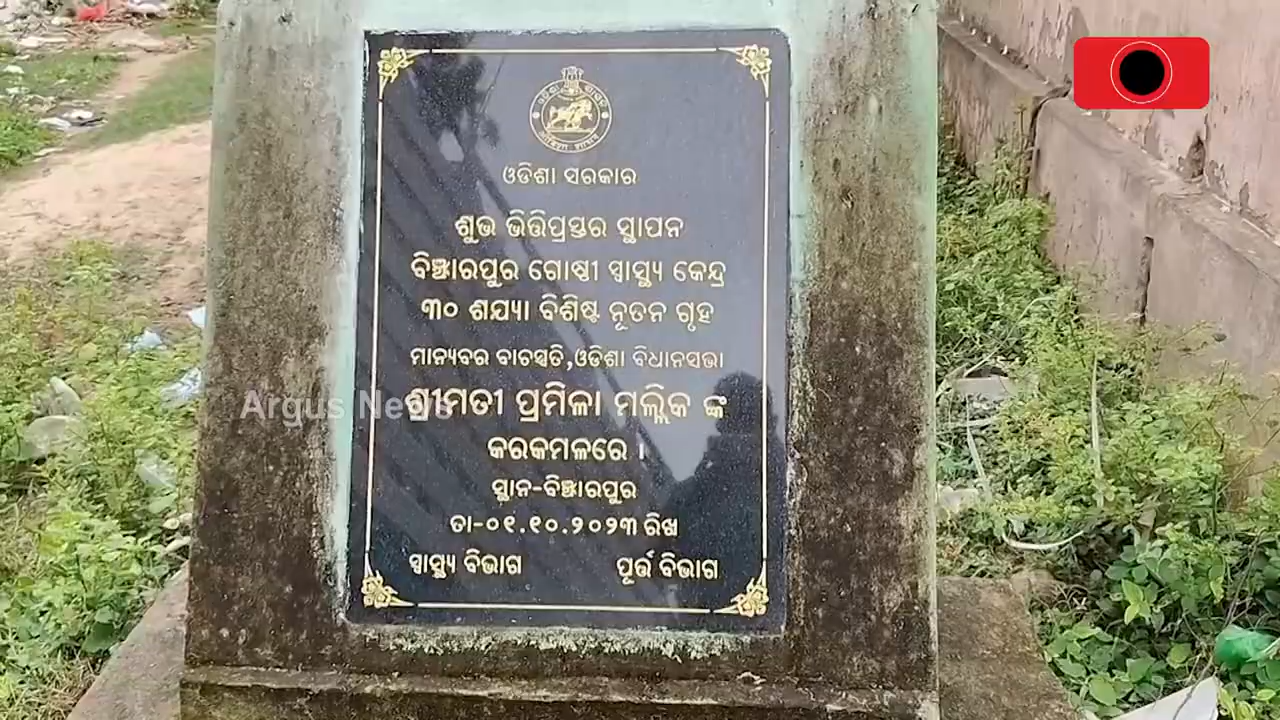 ଓଡିଶା ସରକାର
ଶୁଭ ଭିତ୍ତିପ୍ରସ୍ତର ସ୍ଥାପନ
ବିଞ୍ଝାରପୁର ଗୋଷ୍ଠୀ ସ୍ୱାସ୍ଥ୍ୟ କେନ୍ଦ୍ର
୩୦ ଶଯ୍ୟା ବିଶିଷ୍ଟ ନୂତନ ଗୃହ
ମାନ୍ୟବର ବାଚସ୍ପତି,ଓଡିଶା ବିଧାନସଭା
ଶ୍ରୀମତୀ ପ୍ରମିଳା ମଲ୍ଲିକ ଙ୍କ
Argus News
କରକମଳରେ ।
ସ୍ଥାନ-ବିଞ୍ଝାରପୁର
ତା-୦୧.୧୦.୨୦୨୩ ରିଖ
ସ୍ୱାସ୍ଥ୍ୟ ବିଭାଗ ପୂର୍ତ୍ତ ବିଭାଗ